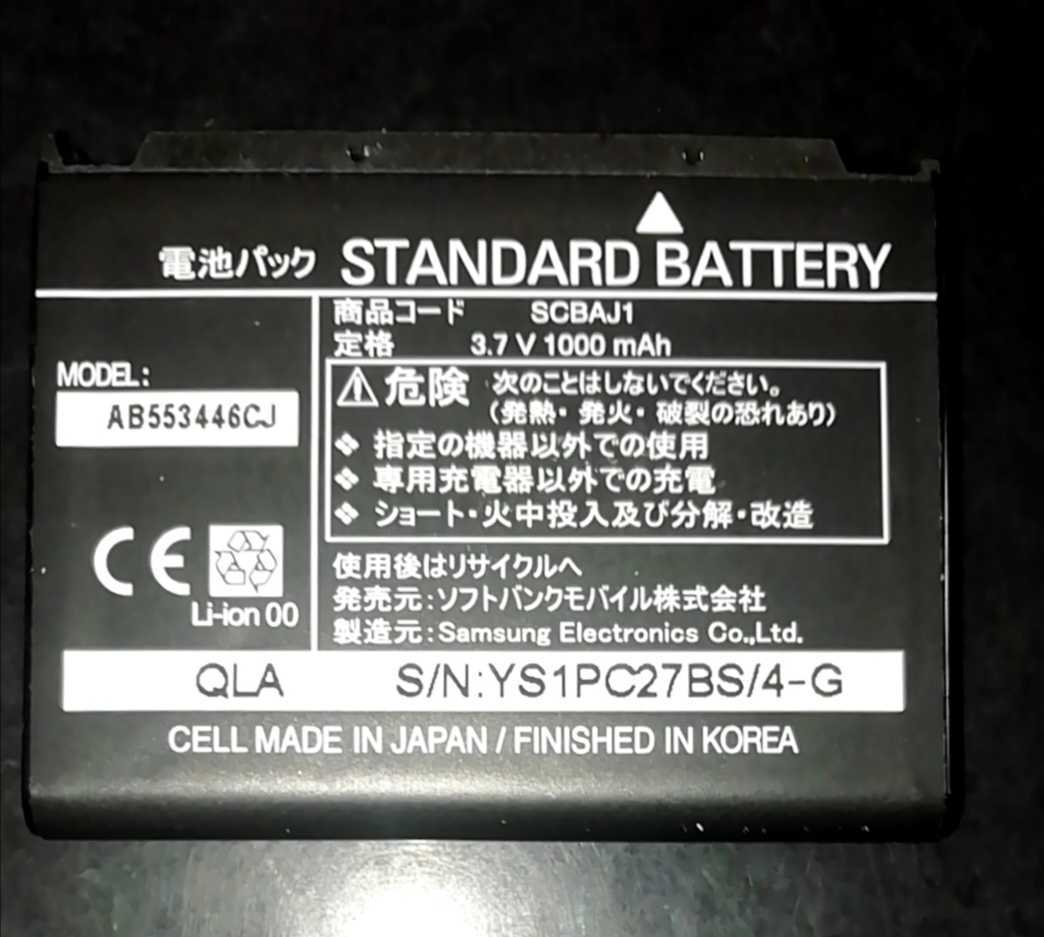 電池パック STANDARD BATTERY
商品コード SCBAJ1
定格 3.7 V 1000 mAh
MODEL:
AB553446CJ
危険 次のことはしないでください。
(発熱・発火・破裂の恐れあり)
❖ 指定の機器以外での使用
❖ 専用充電器以外での充電
❖ ショート・火中投入及び分解・改造
CE
Li-ion 00
使用後はリサイクルへ
発売元:ソフトバンクモバイル株式会社
製造元:Samsung Electronics Co.,Ltd.
QLA S/N:YS1PC27BS/4-G
CELL MADE IN JAPAN / FINISHED IN KOREA